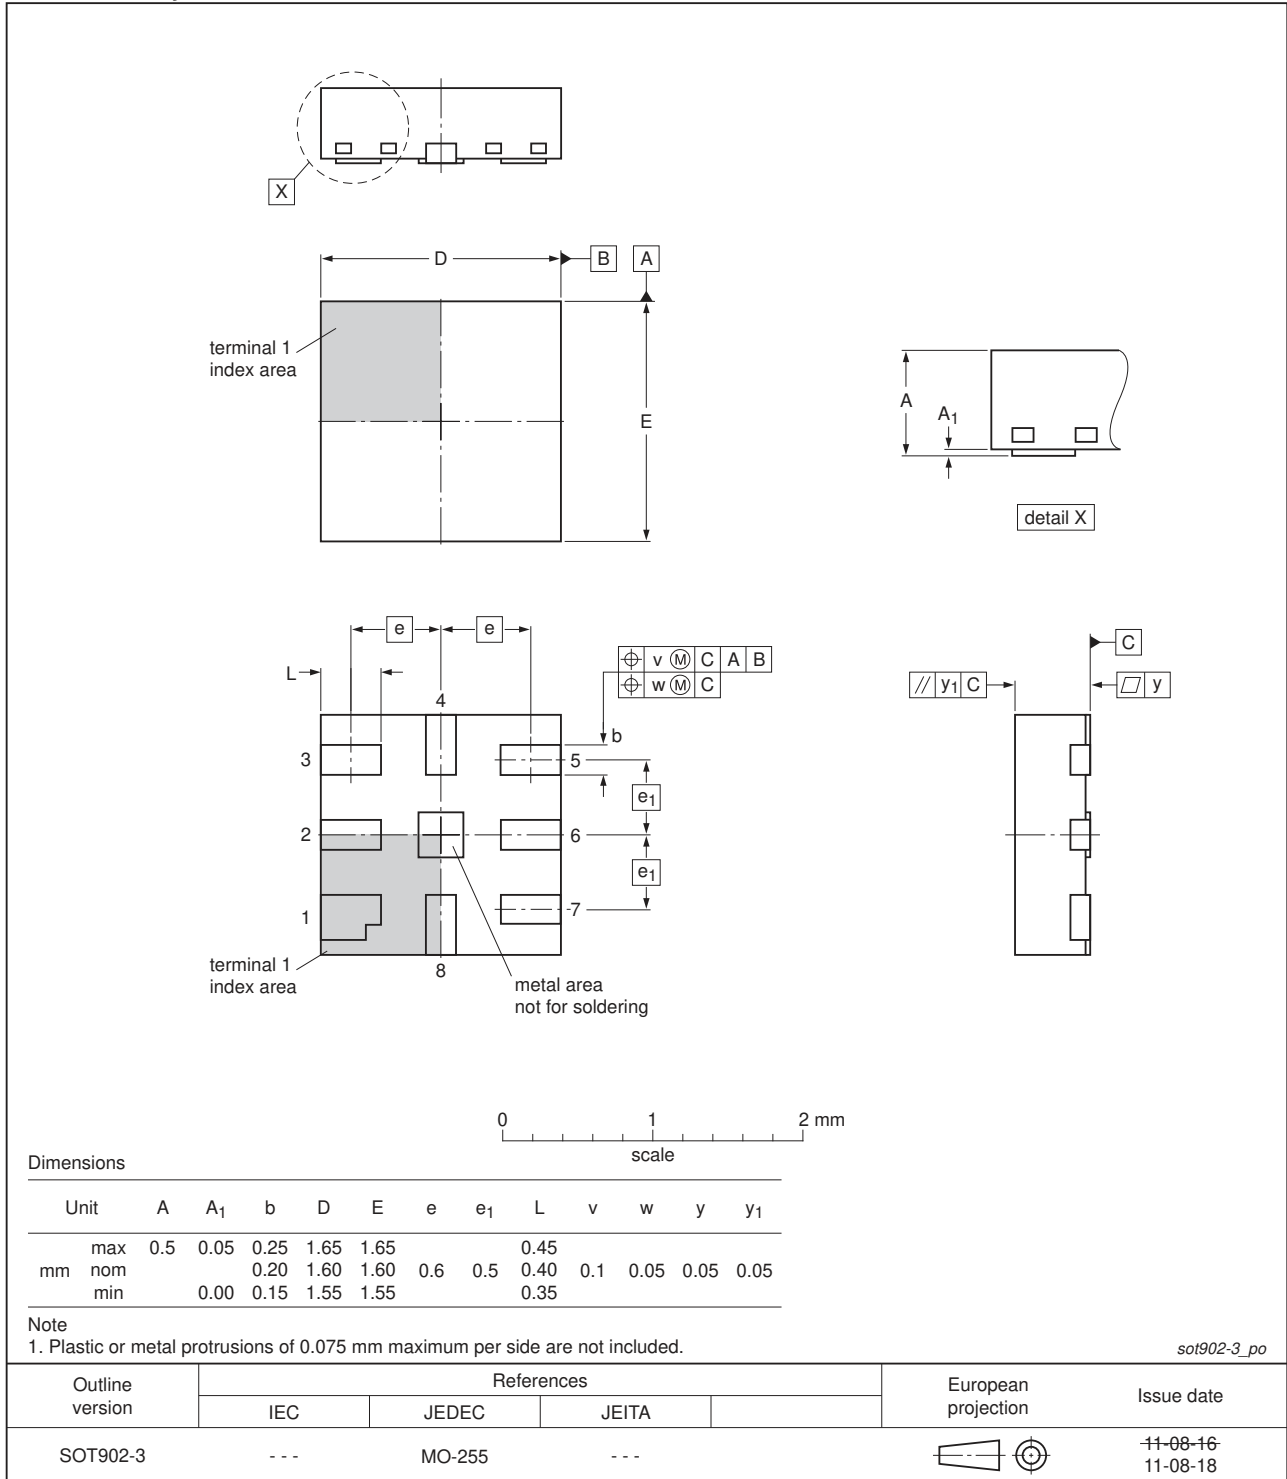 X
D
B
A
terminal 1
index area
E
A
A1
detail X
e
e
L
v M C A B
w M C
C
y1 C
y
4
b
3
5
e1
2
6
e1
1
7
terminal 1
index area
8
metal area
not for soldering
0 1 2 mm
scale
Dimensions
Unit A A1 b D E e e1 L v w y y1
max 0.5 0.05 0.25 1.65 1.65 0.45
mm nom 0.20 1.60 1.60 0.6 0.5 0.40 0.1 0.05 0.05 0.05
min 0.00 0.15 1.55 1.55 0.35
Note
1. Plastic or metal protrusions of 0.075 mm maximum per side are not included.
sot902-3_po
Outline
version
References
IEC JEDEC JEITA
European
projection
Issue date
SOT902-3 - - - MO-255 - - -
11-08-16
11-08-18